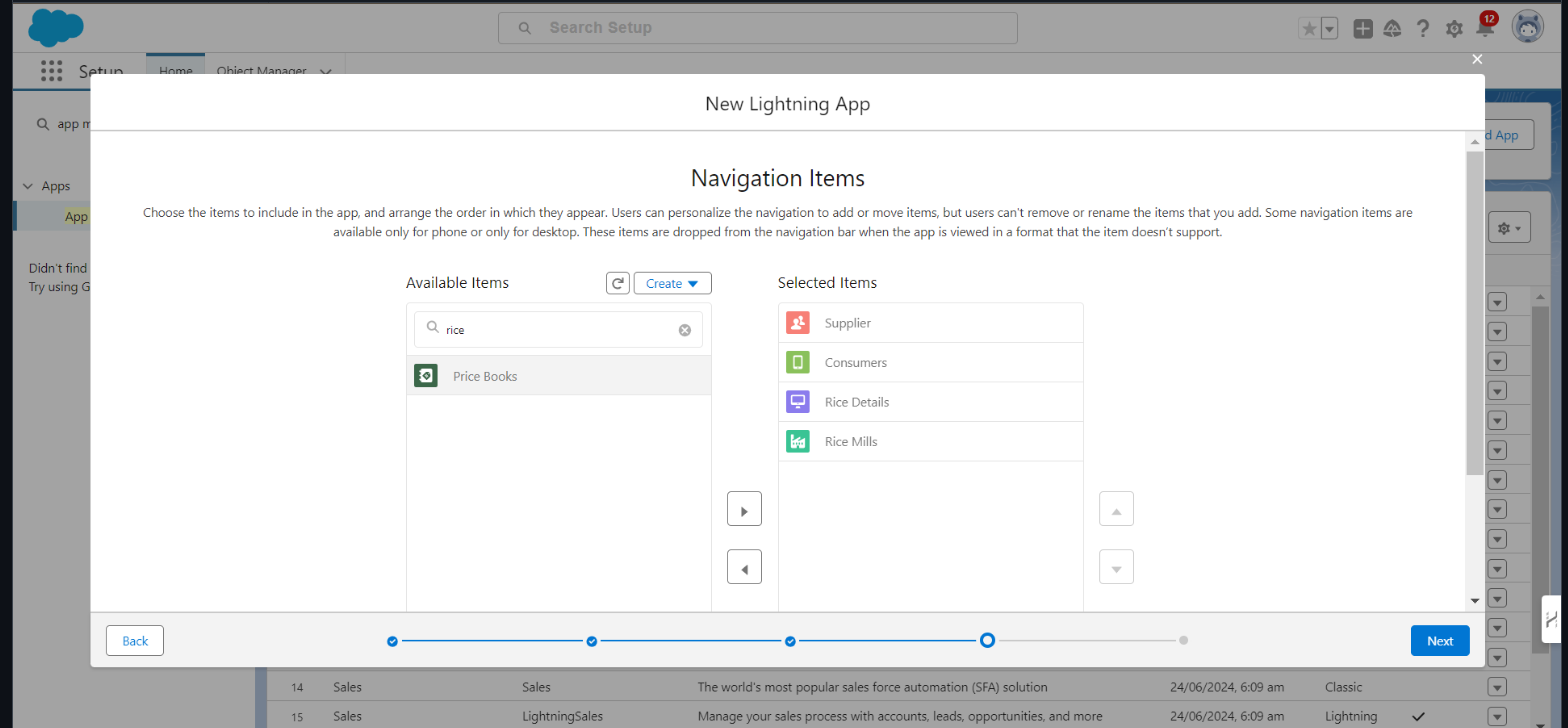 Search Setup
12
Setup
Home
Object Manager
New Lightning App
app m
d App
Navigation Items
Apps
Choose the items to include in the app, and arrange the order in which they appear. Users can personalize the navigation to add or move items, but users can't remove or rename the items that you add. Some navigation items are
App
available only for phone or only for desktop. These items are dropped from the navigation bar when the app is viewed in a format that the item doesn't support.
Didn't find
Try using G
Available Items
Create
Selected Items
rice
Supplier
Price Books
Consumers
Rice Details
Rice Mills
Back
Next
14 Sales Sales The world's most popular sales force automation (SFA) solution 24/06/2024, 6:09 am Classic
15 Sales LightningSales Manage your sales process with accounts, leads, opportunities, and more 24/06/2024, 6:09 am Lightning